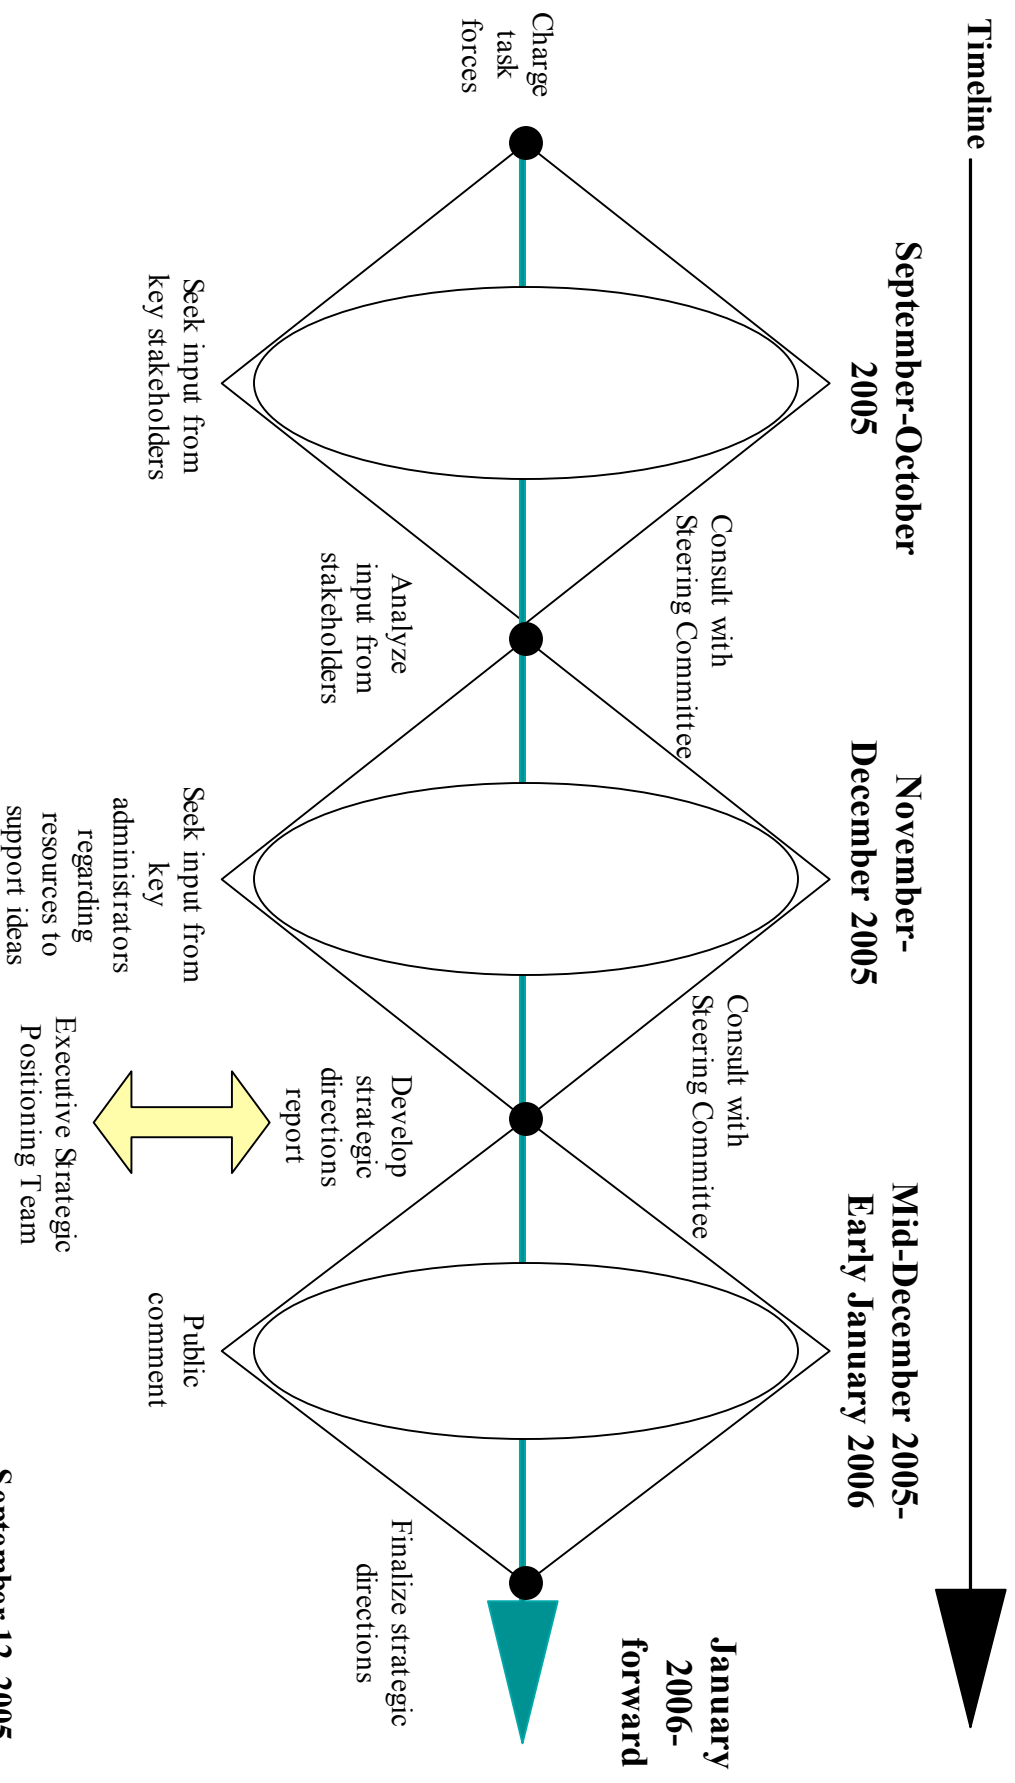 Timeline
September-October
2005
November-
December 2005
Mid-December 2005-
Early January 2006
January
2006-
forward
Consult with
Steering Committee
Consult with
Steering Committee
Charge
task
forces
Analyze
input from
stakeholders
Develop
strategic
directions
report
Finalize strategic
directions
Seek input from
key stakeholders
Seek input from
key
administrators
regarding
resources to
support ideas
Public
comment
Executive Strategic
Positioning Team
September 12, 2005